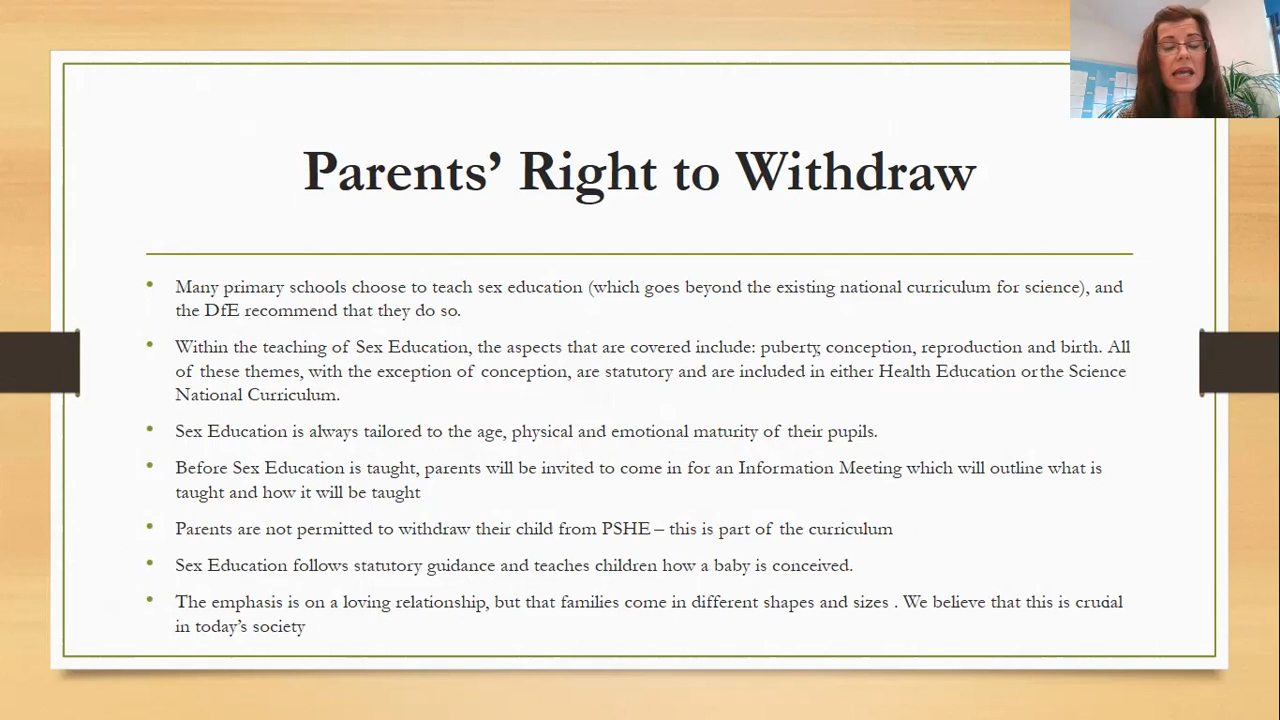 Parents’ Right to Withdraw
• Many primary schools choose to teach sex education (which goes beyond the existing national curriculum for science), and
the DfE recommend that they do so.
• Within the teaching of Sex Education, the aspects that are covered include: puberty, conception, reproduction and birth. All
of these themes, with the exception of conception, are statutory and are included in either Health Education or the Science
National Curriculum.
• Sex Education is always tailored to the age, physical and emotional maturity of their pupils.
• Before Sex Education is taught, parents will be invited to come in for an Information Meeting which will outline what is
taught and how it will be taught
• Parents are not permitted to withdraw their child from PSHE – this is part of the curriculum
• Sex Education follows statutory guidance and teaches children how a baby is conceived.
• The emphasis is on a loving relationship, but that families come in different shapes and sizes . We believe that this is crucial
in today’s society